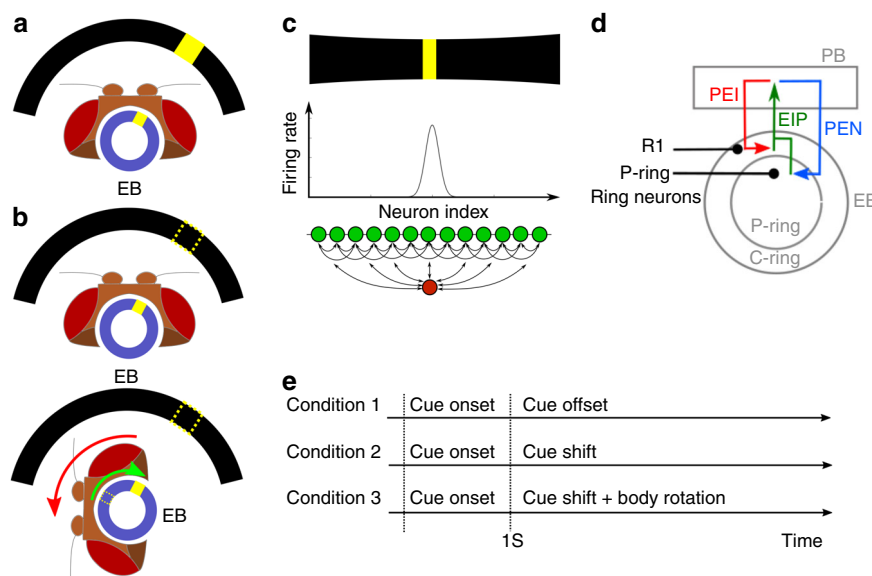 a
EB
b
EB
EB
c
Firing rate
Neuron index
d
PB
PEI
EIP
PEN
R1
P-ring
Ring neurons
EB
P-ring
C-ring
e
Condition 1 Cue onset Cue offset
Condition 2 Cue onset Cue shift
Condition 3 Cue onset Cue shift + body rotation
1S Time